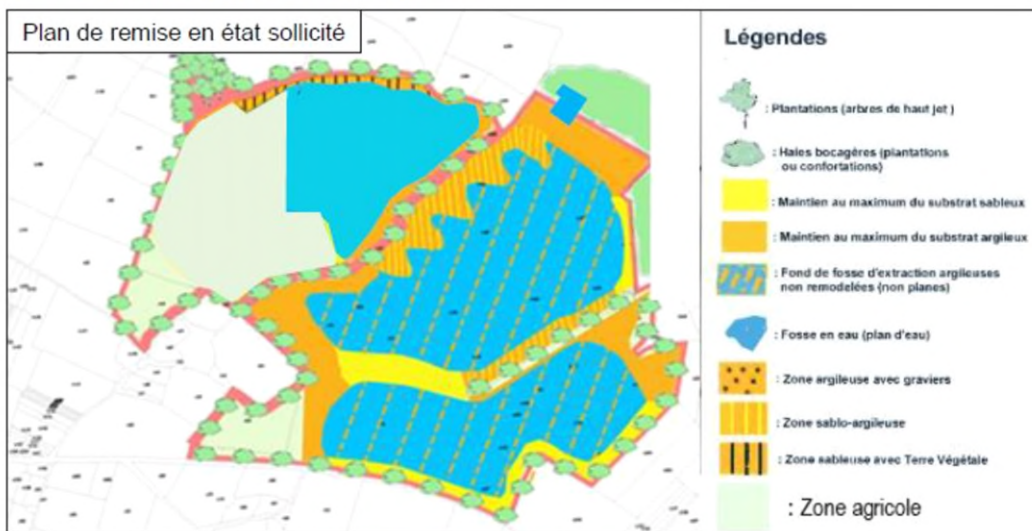 Plan de remise en état sollicité
Légendes
: Plantations (arbres de haut jet )
: Haies bocagères (plantations
ou confortations)
: Maintien au maximum du substrat sableux
: Maintien au maximum du substrat argileux
: Fond de fosse d'extraction argileuses
non remodelées (non planes)
: Fosse en eau (plan d'eau)
: Zone argileuse avec graviers
: Zone sablo-argileuse
: Zone sableuse avec Terre Végétale
: Zone agricole